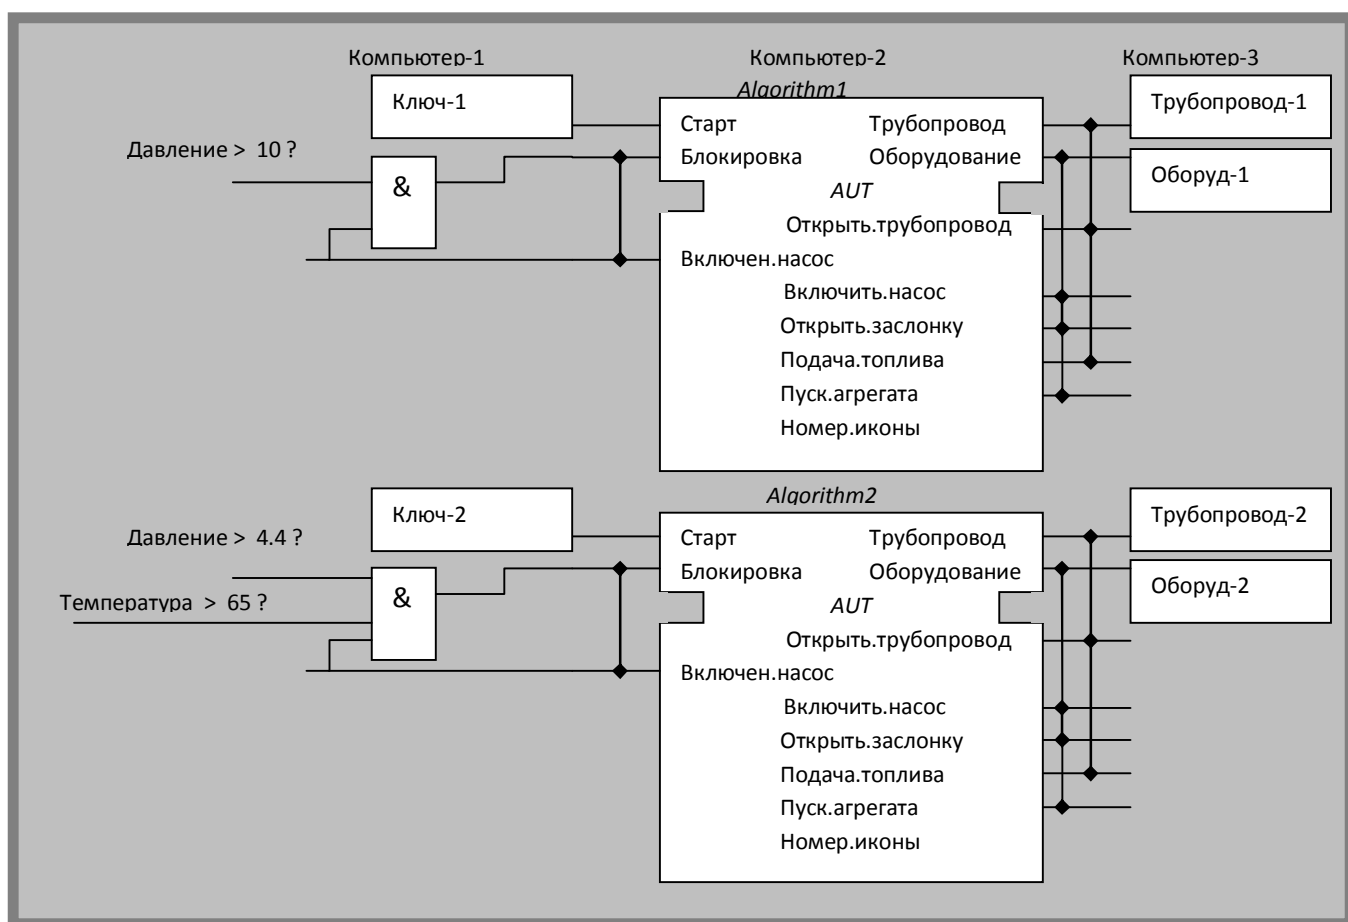 Компьютер-1 Компьютер-2 Компьютер-3
Algorithm1
Ключ-1
Трубопровод-1
Старт Трубопровод
Давление > 10 ?
Блокировка Оборудование
&
Оборуд-1
AUT
Открыть.трубопровод
Включен.насос
Включить.насос
Открыть.заслонку
Подача.топлива
Пуск.агрегата
Номер.иконы
Algorithm2
Ключ-2
Трубопровод-2
Старт Трубопровод
Давление > 4.4 ?
Блокировка Оборудование
Температура > 65 ?
&
Оборуд-2
AUT
Открыть.трубопровод
Включен.насос
Включить.насос
Открыть.заслонку
Подача.топлива
Пуск.агрегата
Номер.иконы